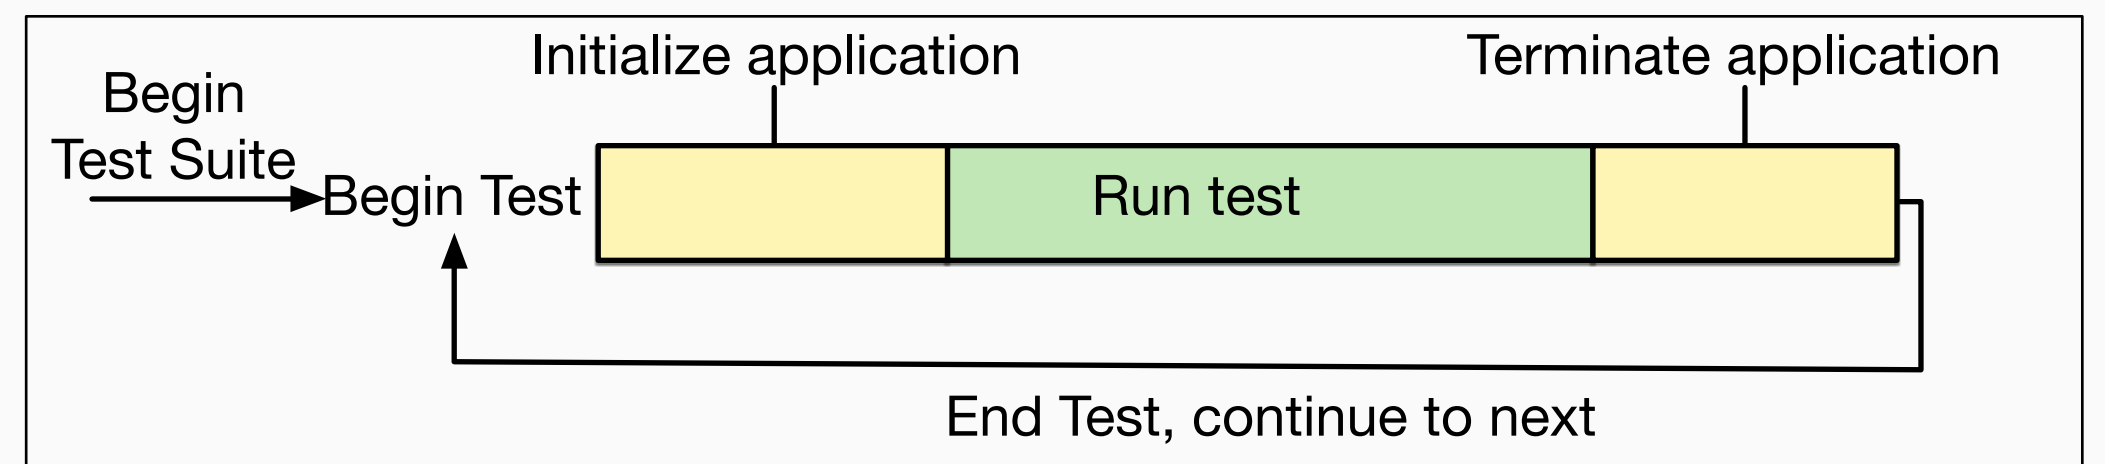 Initialize application
Terminate application
Begin
Test Suite
Begin Test
Run test
End Test, continue to next